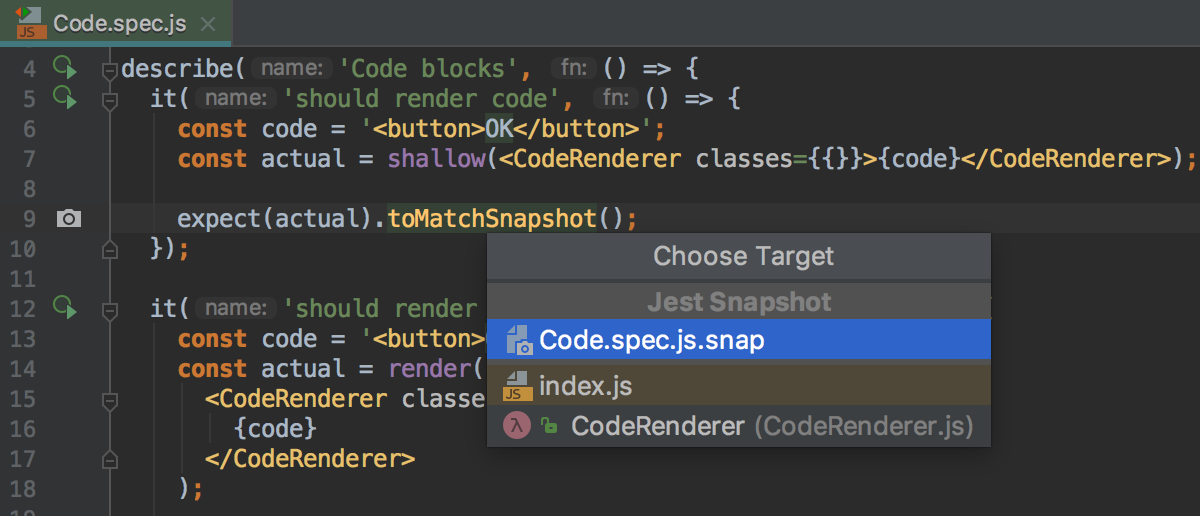 Code.spec.js
4 describe( name: 'Code blocks', fn: () => {
5 it( name: 'should render code', fn: () => {
6 const code = '<button>OK</button>';
7 const actual = shallow(<CodeRenderer classes={{}}>{code}</CodeRenderer>);
8
9 expect(actual).toMatchSnapshot();
10 });
11
12 it( name: 'should render
13 const code = '<button>
14 const actual = render(
15 <CodeRenderer classe
16 {code}
17 </CodeRenderer>
18 );
Choose Target
Jest Snapshot
Code.spec.js.snap
JS index.js
λ CodeRenderer (CodeRenderer.js)